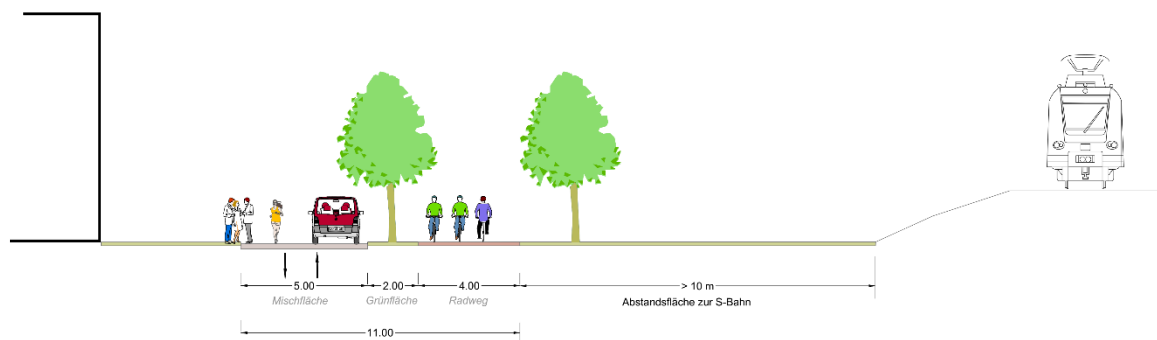 5.00
2.00
4.00
> 10 m
Mischfläche
Grünfläche
Radweg
Abstandsfläche zur S-Bahn
11.00